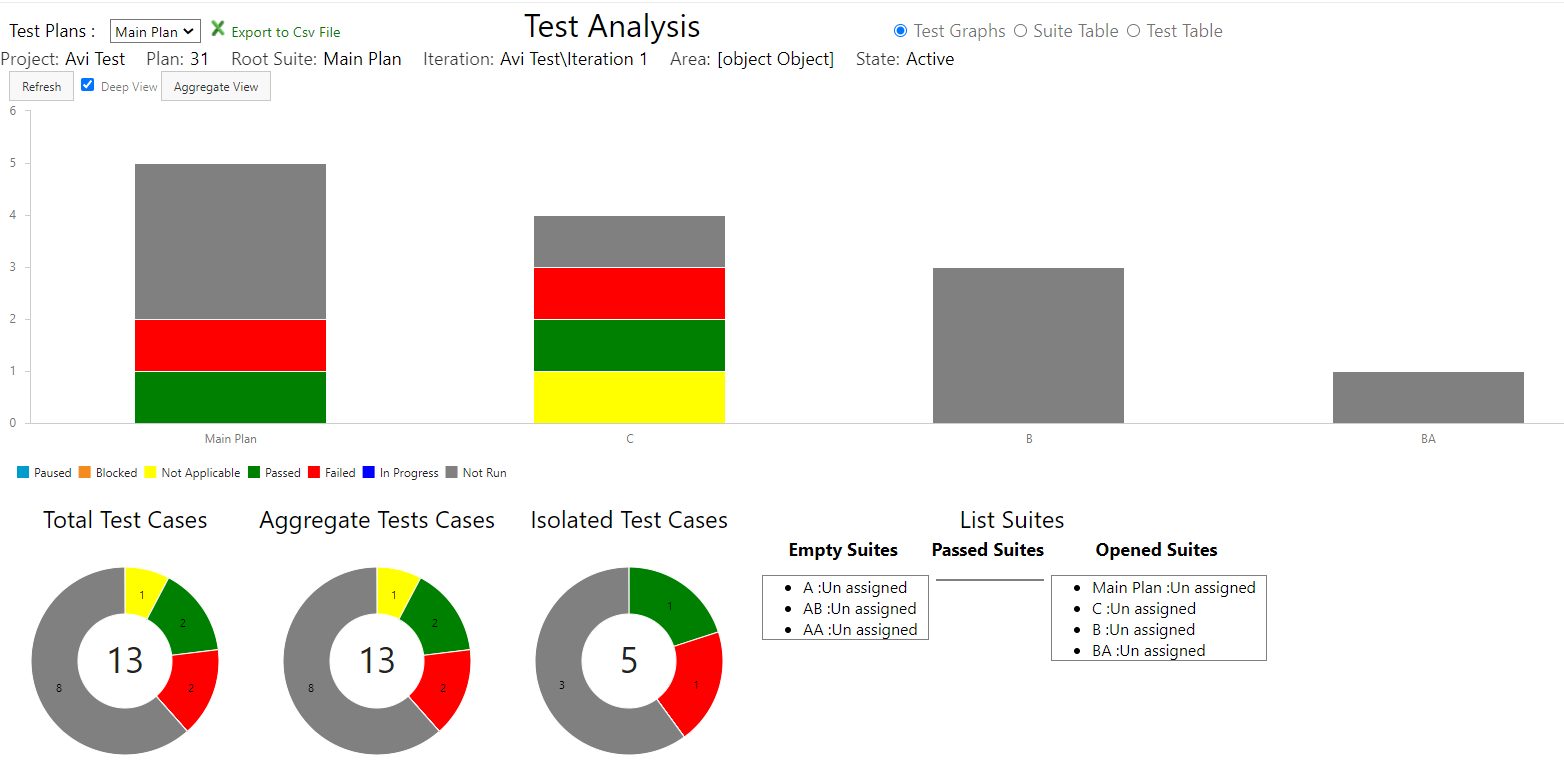 Test Plans : Main Plan Export to Csv File Test Analysis Test Graphs Suite Table Test Table
Project: Avi Test Plan: 31 Root Suite: Main Plan Iteration: Avi Test\Iteration 1 Area: [object Object] State: Active
Refresh Deep View Aggregate View
6
5
4
3
2
1
0
Main Plan C B BA
Paused Blocked Not Applicable Passed Failed In Progress Not Run
Total Test Cases Aggregate Tests Cases Isolated Test Cases List Suites
1
2
13
8
2
1
2
13
8
2
1
5
3
1
Empty Suites Passed Suites Opened Suites
A :Un assigned
AB :Un assigned
AA :Un assigned
Main Plan :Un assigned
C :Un assigned
B :Un assigned
BA :Un assigned